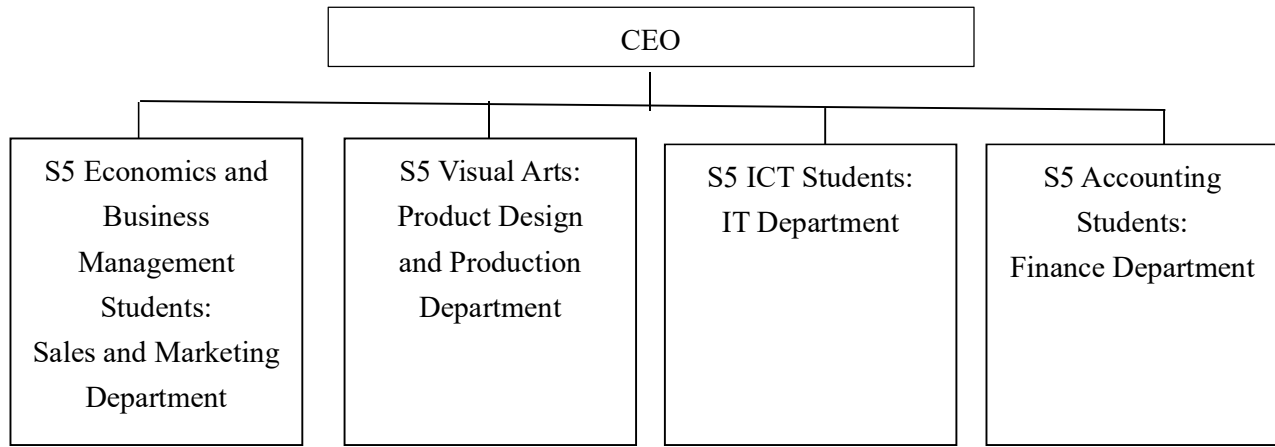 CEO
S5 Economics and
Business
Management
Students:
Sales and Marketing
Department
S5 Visual Arts:
Product Design
and Production
Department
S5 ICT Students:
IT Department
S5 Accounting
Students:
Finance Department